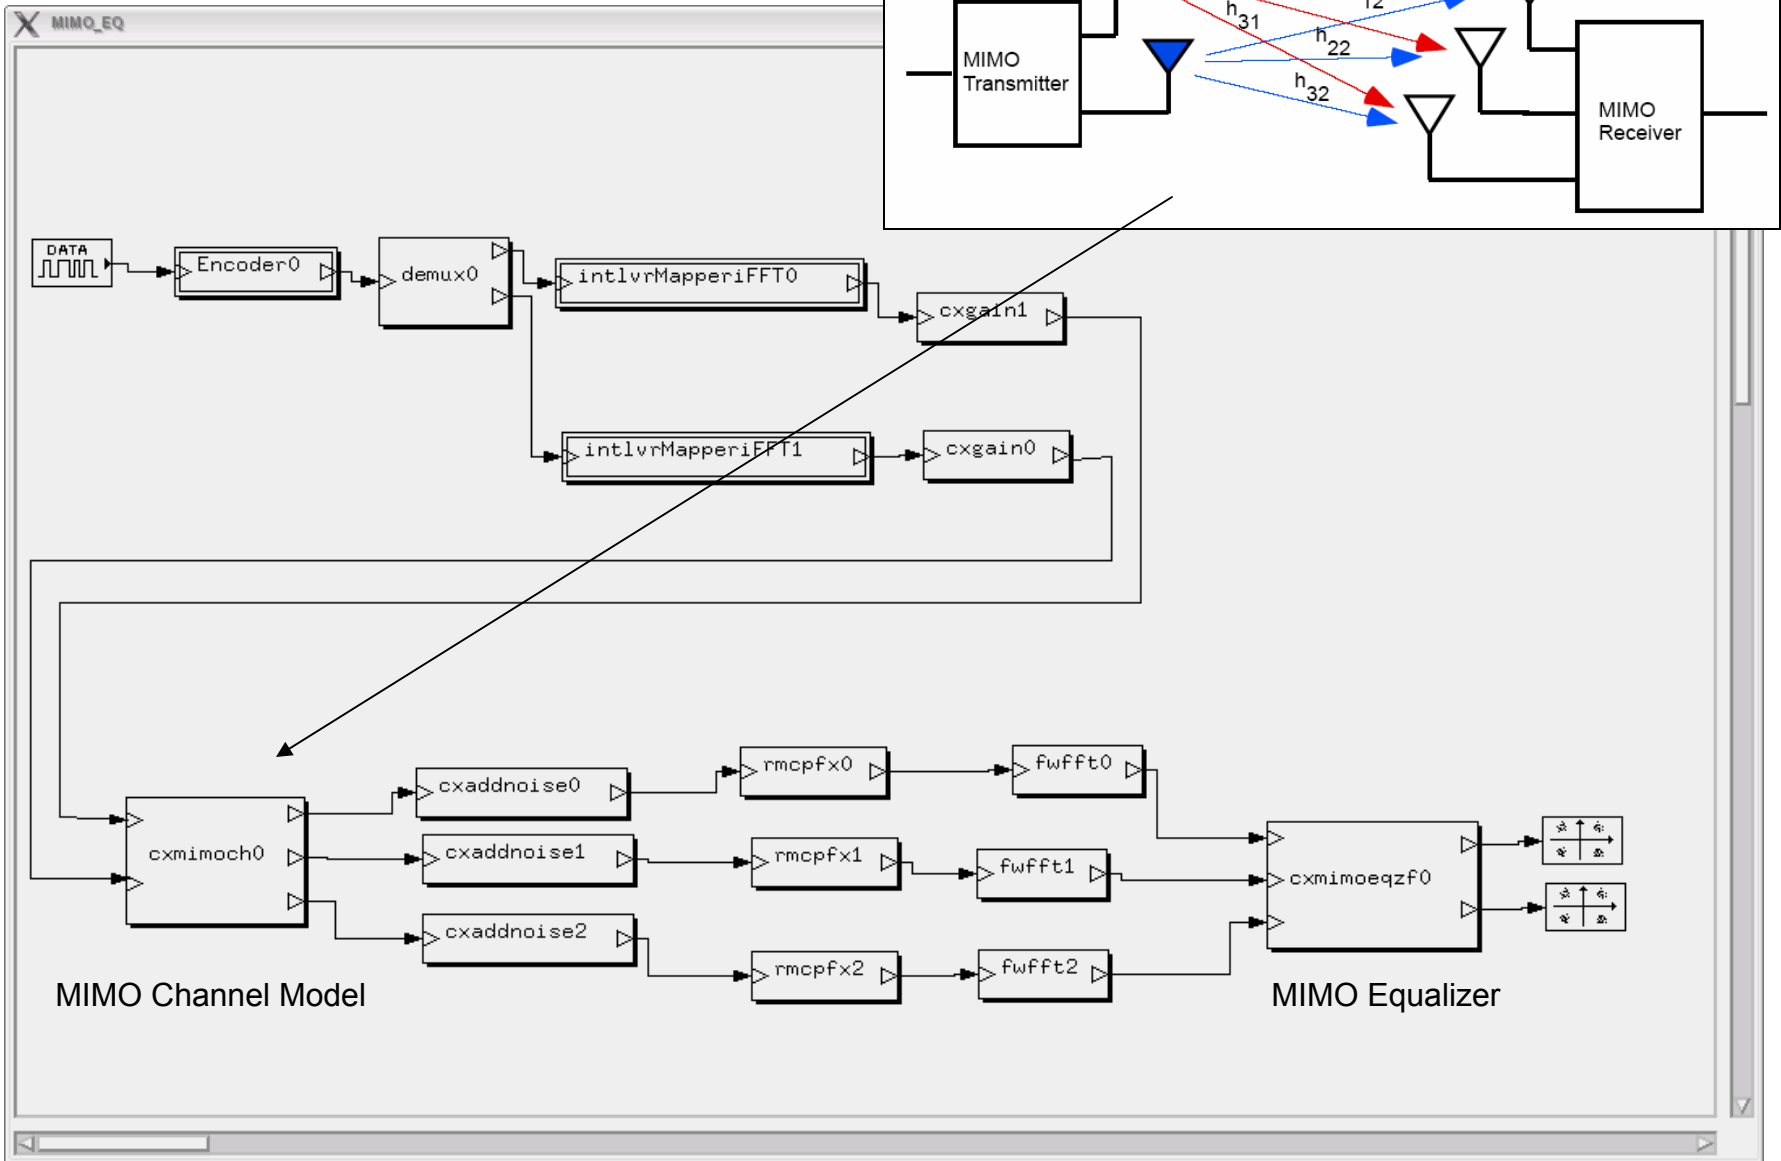 MIMO_EQ
h31
12
h22
h32
MIMO
Transmitter
MIMO
Receiver
DATA
Encoder0
demux0
intlvrMapperiFFT0
cxgain1
intlvrMapperiFFT1
cxgain0
cxmimoch0
cxaddnoise0
rmcpfx0
fwfft0
cxaddnoise1
rmcpfx1
fwfft1
cxmimoeqzf0
cxaddnoise2
rmcpfx2
fwfft2
MIMO Channel Model
MIMO Equalizer